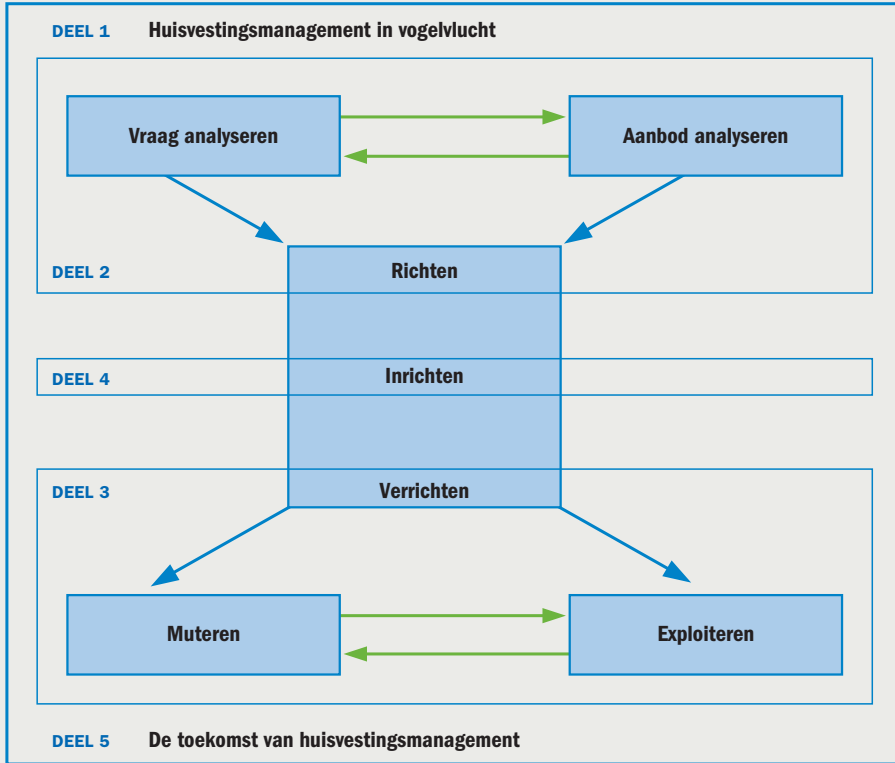 DEEL 1 Huisvestingsmanagement in vogelvlucht
Vraag analyseren
Aanbod analyseren
Richten
DEEL 2
DEEL 4
Inrichten
DEEL 3
Verrichten
Muteren
Exploiteren
DEEL 5 De toekomst van huisvestingsmanagement